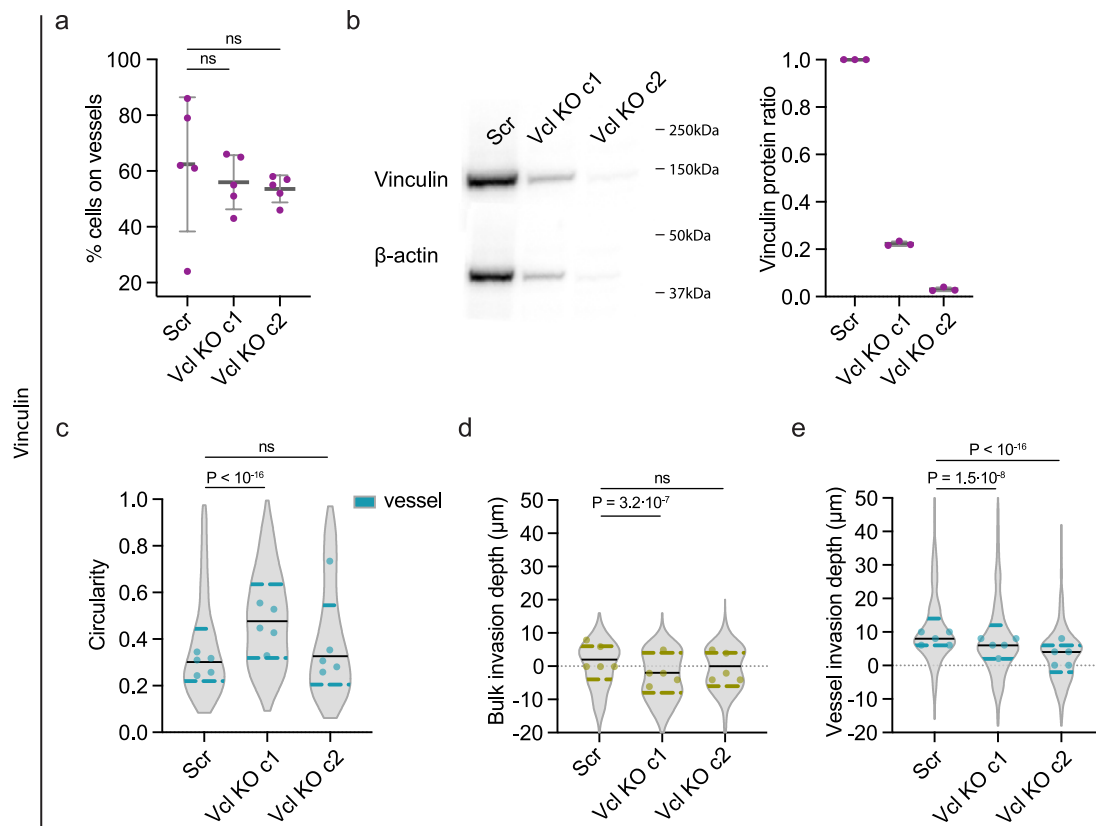 Vinculin
a
ns
ns
% cells on vessels
100
80
60
40
20
Scr
Vcl KO c1
Vcl KO c2
b
Scr
Vcl KO c1
Vcl KO c2
Vinculin
β-actin
– 250kDa
– 150kDa
– 50kDa
– 37kDa
Vinculin protein ratio
1.0
0.8
0.6
0.4
0.2
0.0
Scr
Vcl KO c1
Vcl KO c2
c
ns
P < 10⁻¹⁶
vessel
Circularity
1.0
0.8
0.6
0.4
0.2
0.0
Scr
Vcl KO c1
Vcl KO c2
d
ns
P = 3.2·10⁻⁷
Bulk invasion depth (µm)
50
40
30
20
10
0
-10
-20
Scr
Vcl KO c1
Vcl KO c2
e
P < 10⁻¹⁶
P = 1.5·10⁻⁸
Vessel invasion depth (µm)
50
40
30
20
10
0
-10
-20
Scr
Vcl KO c1
Vcl KO c2